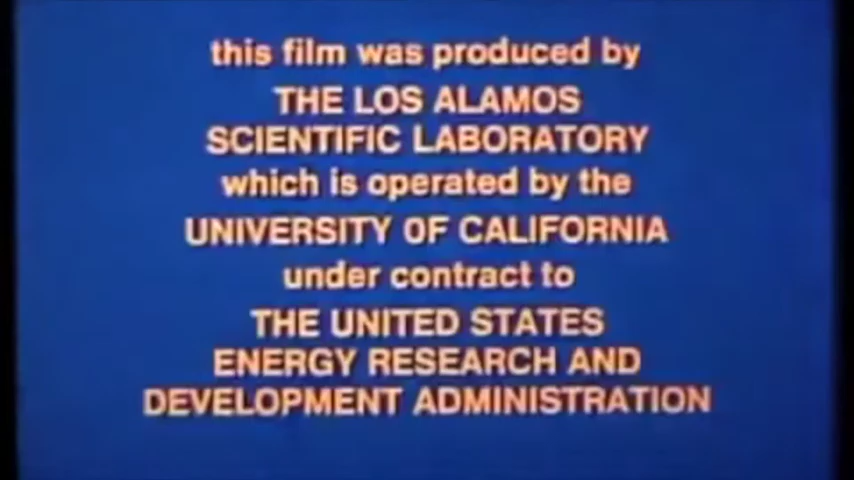 this film was produced by
THE LOS ALAMOS
SCIENTIFIC LABORATORY
which is operated by the
UNIVERSITY OF CALIFORNIA
under contract to
THE UNITED STATES
ENERGY RESEARCH AND
DEVELOPMENT ADMINISTRATION